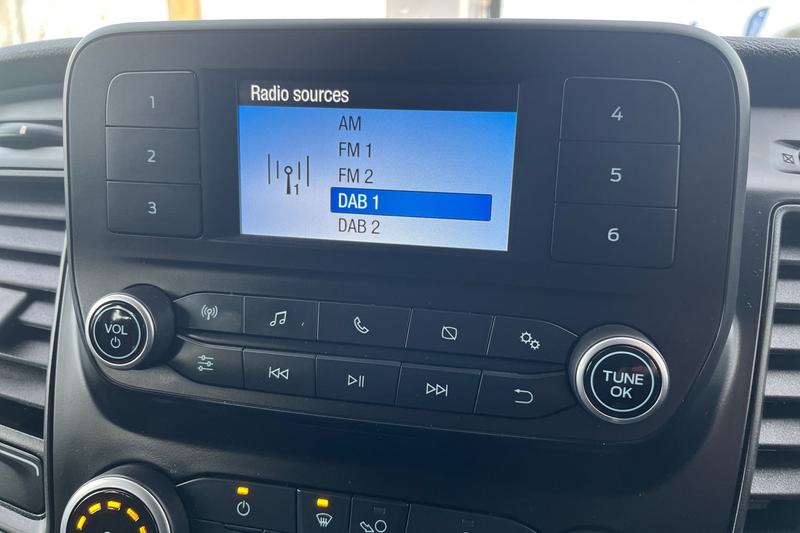 Radio sources
AM
FM 1
FM 2
DAB 1
DAB 2
1
1
2
3
4
5
6
VOL
TUNE
OK